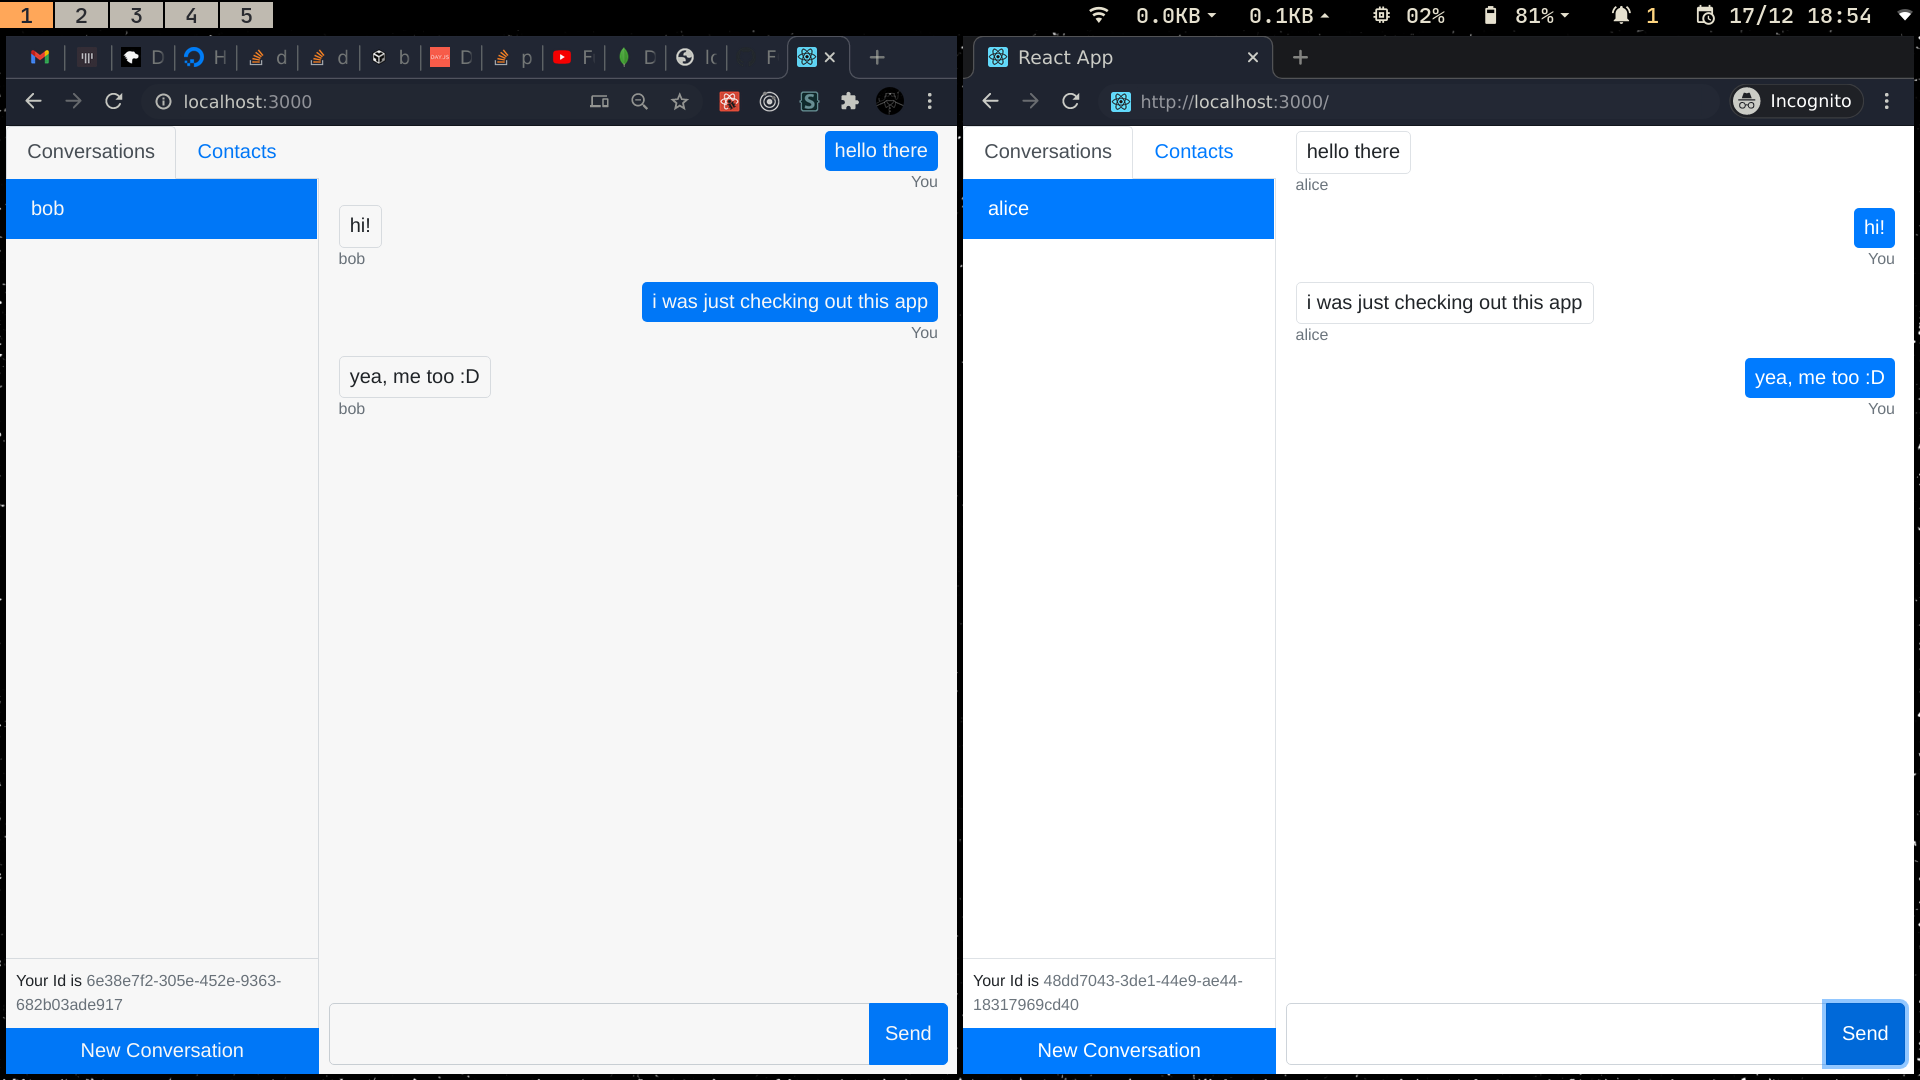 1 2 3 4 5 0.0KB 0.1KB 02% 81% 1 17/12 18:54
D H d d b D p F D Ic F
React App
localhost:3000
http://localhost:3000/
Incognito
Conversations Contacts
bob
hello there
You
hi!
bob
i was just checking out this app
You
yea, me too :D
bob
Your Id is 6e38e7f2-305e-452e-9363-
682b03ade917
New Conversation
Send
Conversations Contacts
alice
hello there
alice
hi!
You
i was just checking out this app
alice
yea, me too :D
You
Your Id is 48dd7043-3de1-44e9-ae44-
18317969cd40
New Conversation
Send